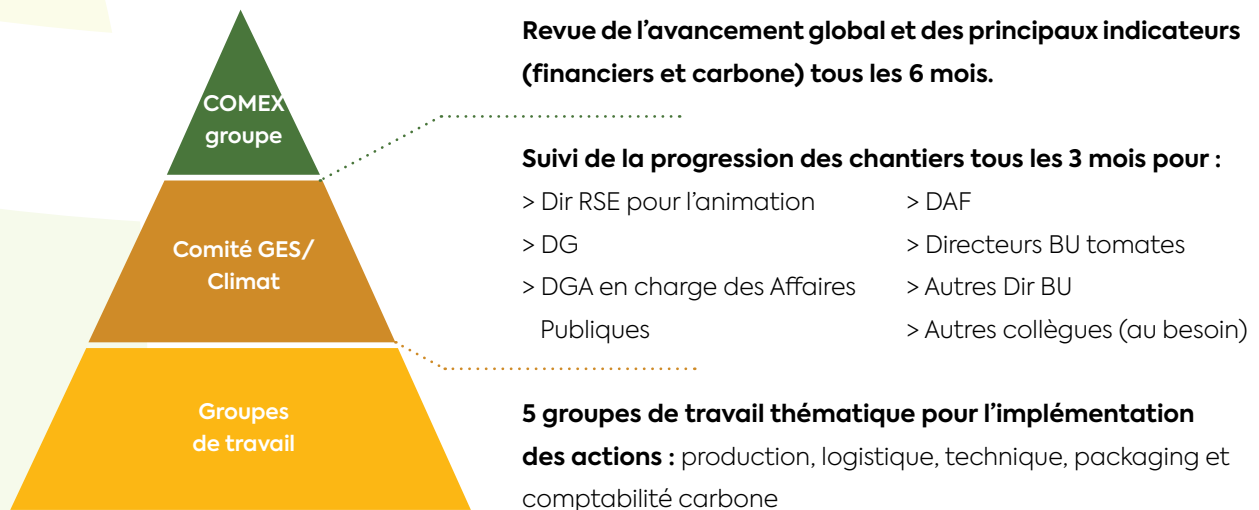 COMEX
groupe
Revue de l'avancement global et des principaux indicateurs
(financiers et carbone) tous les 6 mois.
Comité GES/
Climat
Suivi de la progression des chantiers tous les 3 mois pour :
> Dir RSE pour l'animation
> DG
> DGA en charge des Affaires
Publiques
> DAF
> Directeurs BU tomates
> Autres Dir BU
> Autres collègues (au besoin)
Groupes
de travail
5 groupes de travail thématique pour l'implémentation
des actions : production, logistique, technique, packaging et
comptabilité carbone